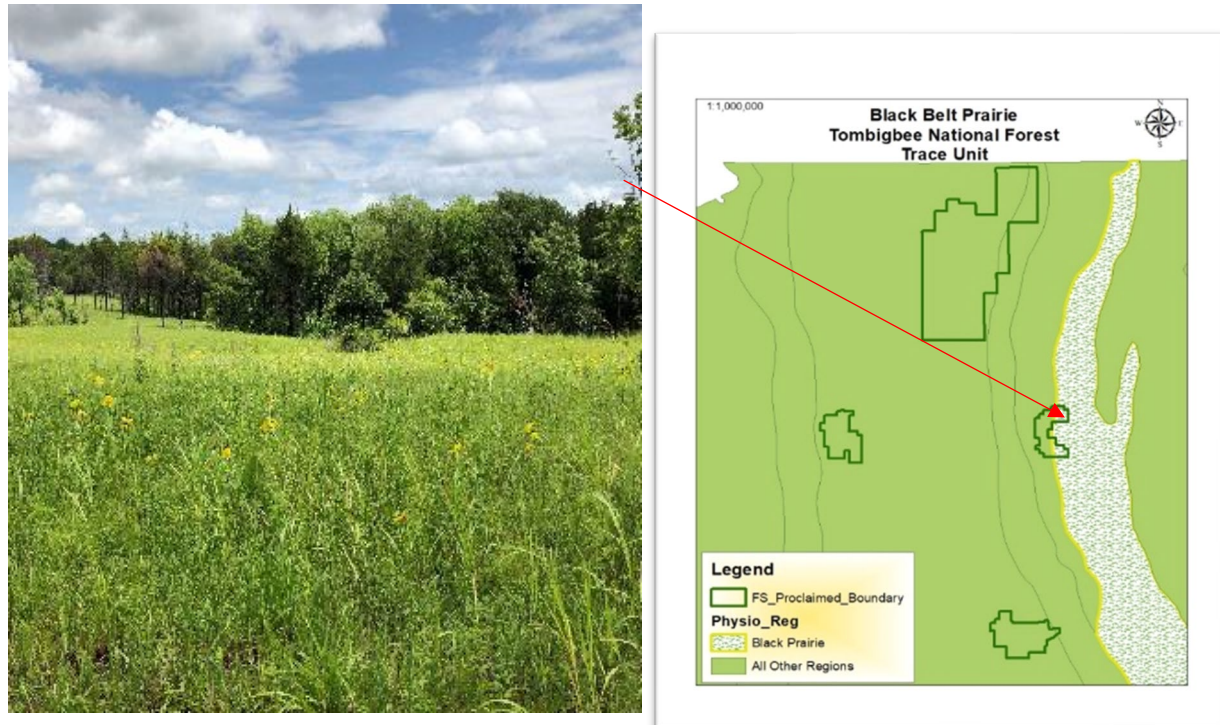 1:1,000,000
Black Belt Prairie
Tombigbee National Forest
Trace Unit
N
W
E
S
Legend
FS_Proclaimed_Boundary
Physio_Reg
Black Prairie
All Other Regions